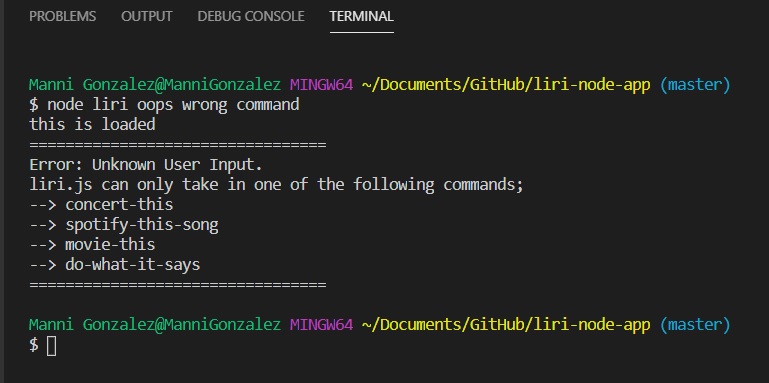 PROBLEMS OUTPUT DEBUG CONSOLE TERMINAL
Manni Gonzalez@ManniGonzalez MINGW64 ~/Documents/GitHub/liri-node-app (master)
$ node liri oops wrong command
this is loaded
=================================
Error: Unknown User Input.
liri.js can only take in one of the following commands;
--> concert-this
--> spotify-this-song
--> movie-this
--> do-what-it-says
=================================
Manni Gonzalez@ManniGonzalez MINGW64 ~/Documents/GitHub/liri-node-app (master)
$